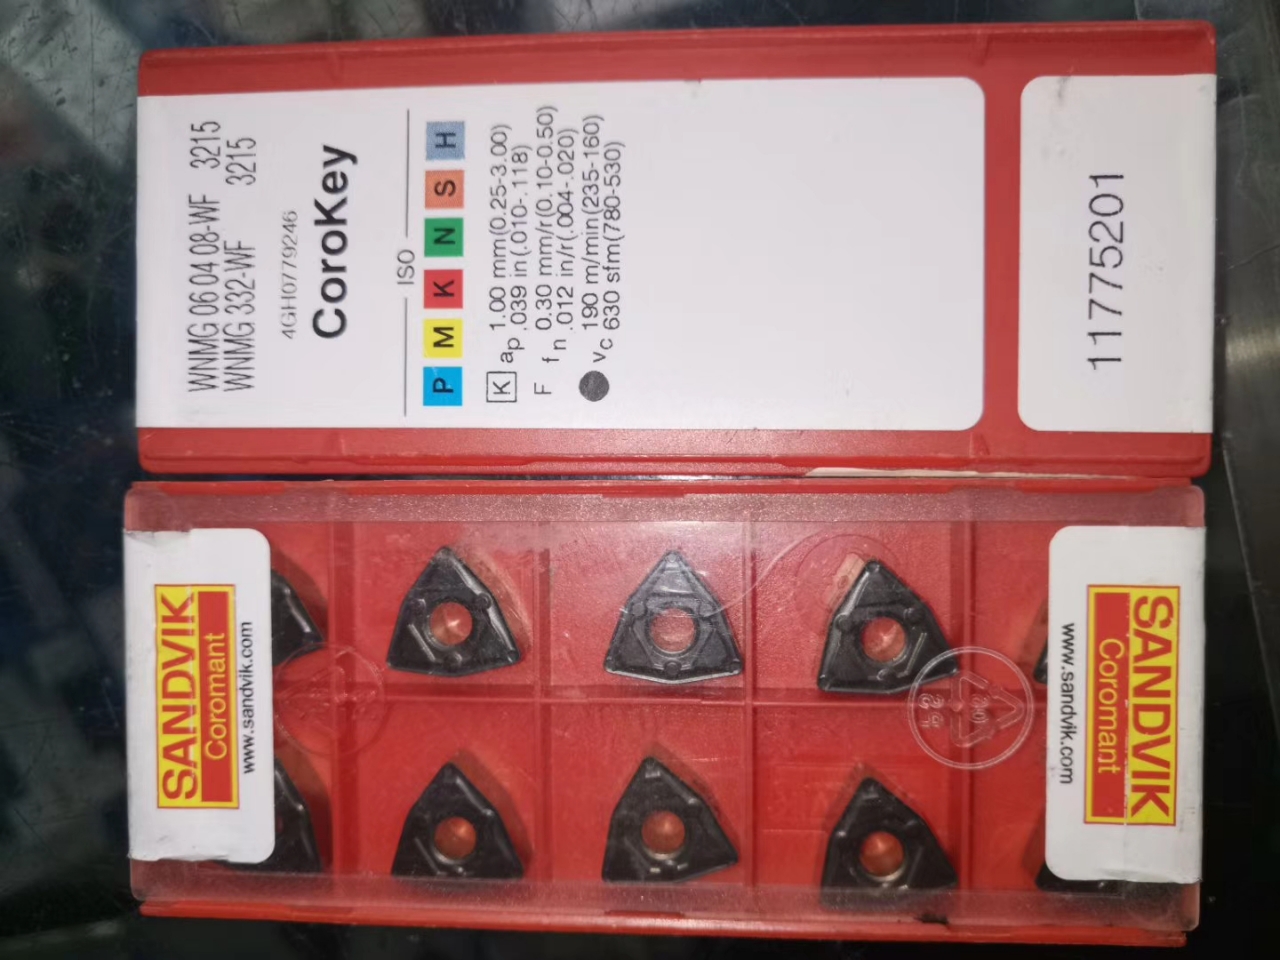 WNMG 06 04 08-WF 3215
WNMG 332-WF 3215
4GH0779246
CoroKey
ISO
P M K N S H
K ap 1.00 mm(0.25-3.00)
.039 in(.010-.118)
F fn 0.30 mm/r(0.10-0.50)
.012 in/r(.004-.020)
vc 190 m/min(235-160)
630 sfm(780-530)
11775201
SANDVIK
Coromant
www.sandvik.com
SANDVIK
Coromant
www.sandvik.com